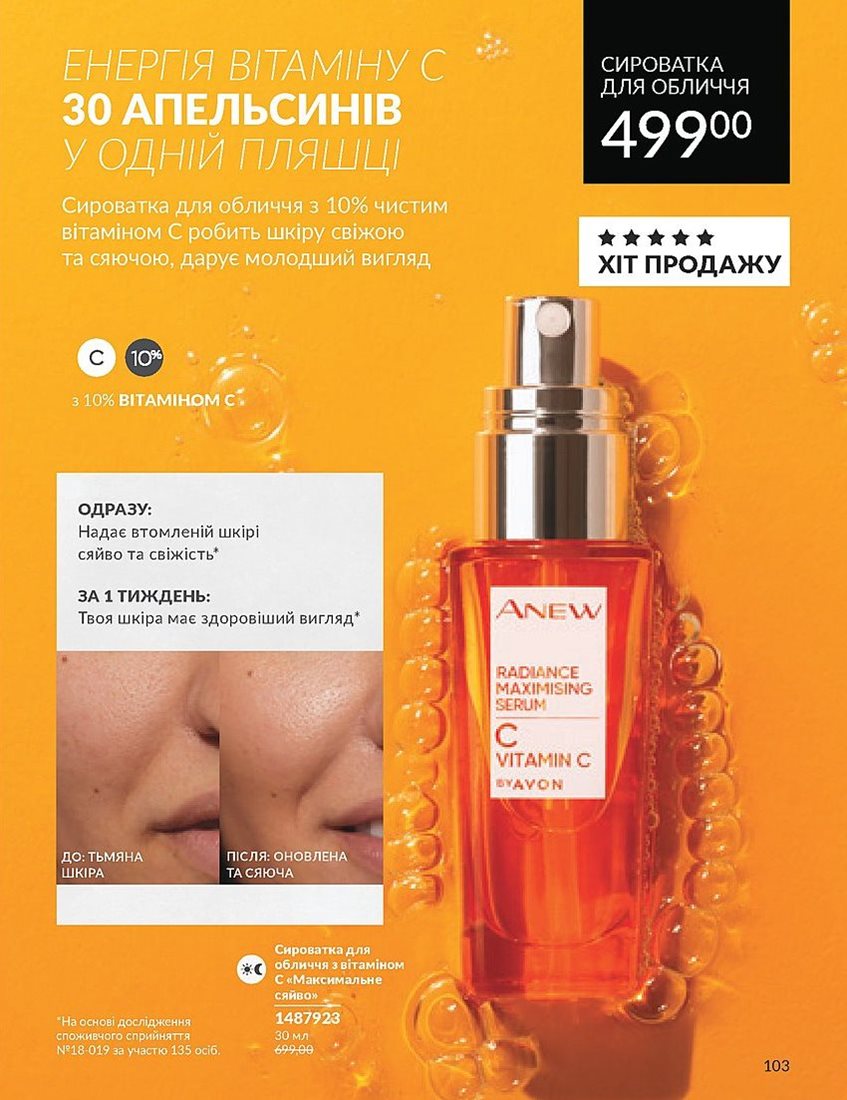 ЕНЕРГІЯ ВІТАМІНУ С
30 АПЕЛЬСИНІВ
У ОДНІЙ ПЛЯШЦІ
Сироватка для обличчя з 10% чистим
вітаміном С робить шкіру свіжою
та сяючою, дарує молодший вигляд
СИРОВАТКА
ДЛЯ ОБЛИЧЧЯ
499⁰⁰
★★★★★
ХІТ ПРОДАЖУ
C 10%
з 10% ВІТАМІНОМ С
ОДРАЗУ:
Надає втомленій шкірі
сяйво та свіжість*
ЗА 1 ТИЖДЕНЬ:
Твоя шкіра має здоровіший вигляд*
ДО: ТЬМЯНА
ШКІРА
ПІСЛЯ: ОНОВЛЕНА
ТА СЯЮЧА
ANEW
RADIANCE
MAXIMISING
SERUM
C
VITAMIN C
BY AVON
Сироватка для
обличчя з вітаміном
С «Максимальне
сяйво»
1487923
30 мл
699,00
*На основі дослідження
споживчого сприйняття
№18-019 за участю 135 осіб.
103